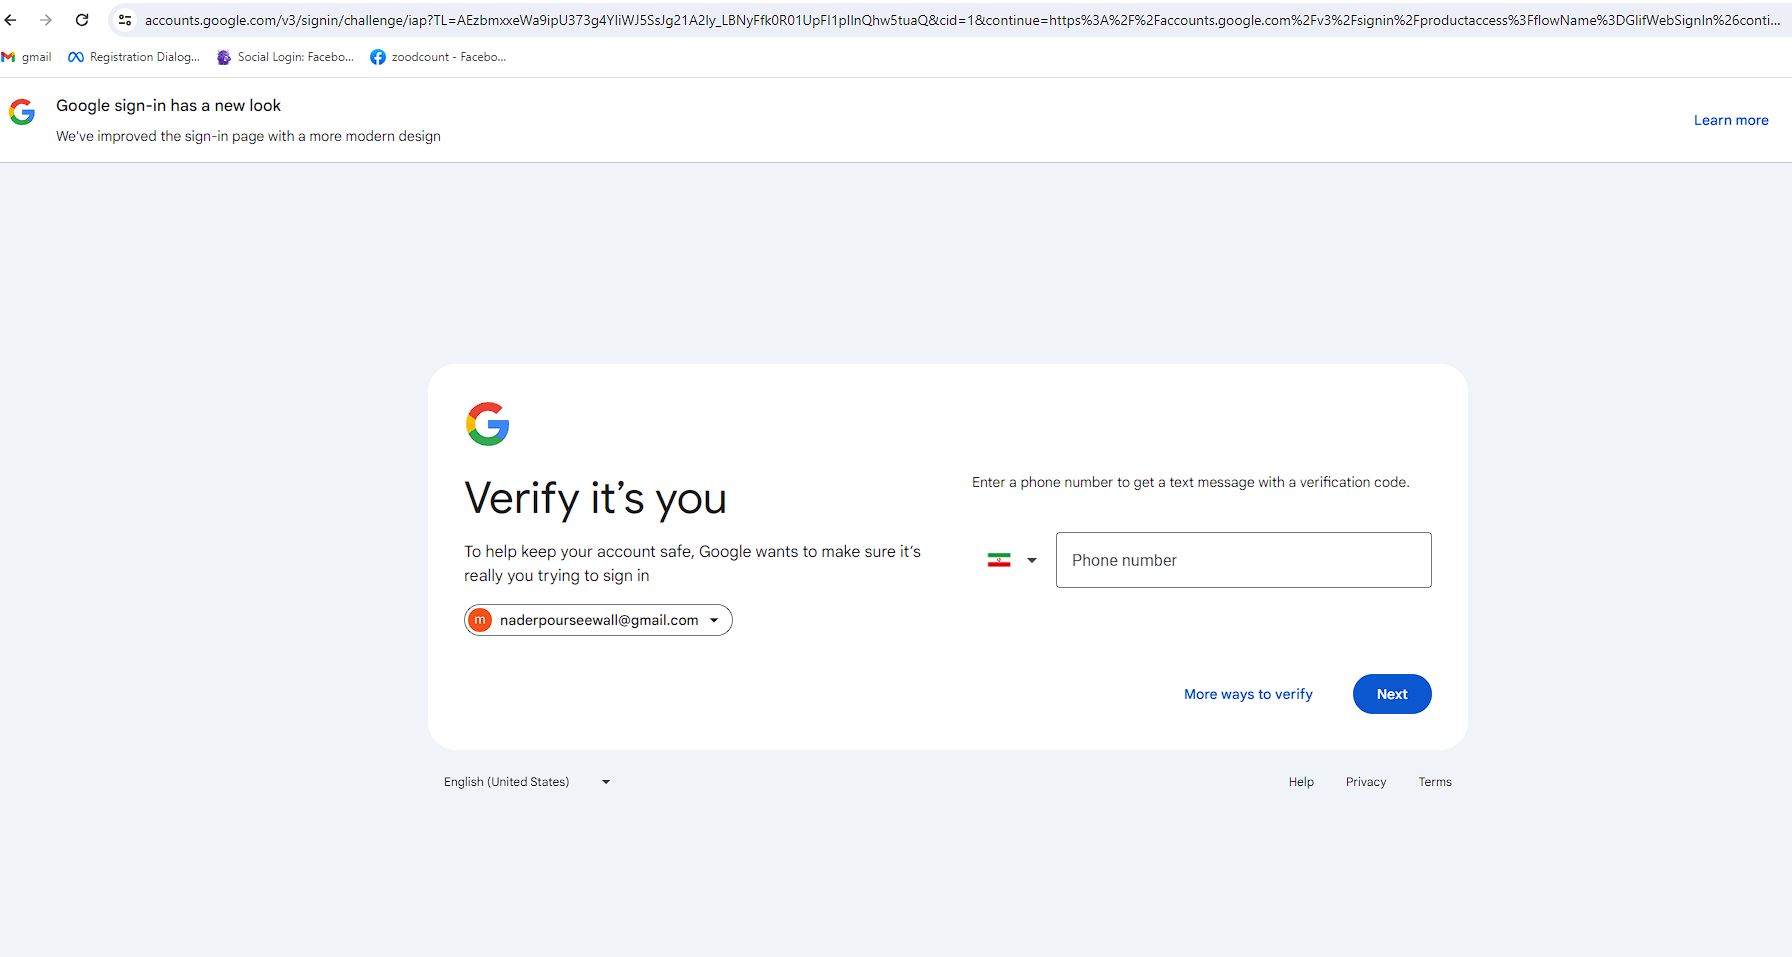 accounts.google.com/v3/signin/challenge/iap?TL=AEzbmxxeWa9ipU373g4YIiWJ5SsJg21A2Iy_LBNyFfk0R01UpFI1pIInQhw5tuaQ&cid=1&continue=https%3A%2F%2Faccounts.google.com%2Fv3%2Fsignin%2Fproductaccess%3FflowName%3DGlifWebSignIn%26conti...
gmail Registration Dialog... Social Login: Facebo... zoodcount - Facebo...
Google sign-in has a new look
We've improved the sign-in page with a more modern design
Learn more
Verify it's you
To help keep your account safe, Google wants to make sure it's
really you trying to sign in
m naderpourseewall@gmail.com
Enter a phone number to get a text message with a verification code.
Phone number
More ways to verify Next
English (United States) Help Privacy Terms